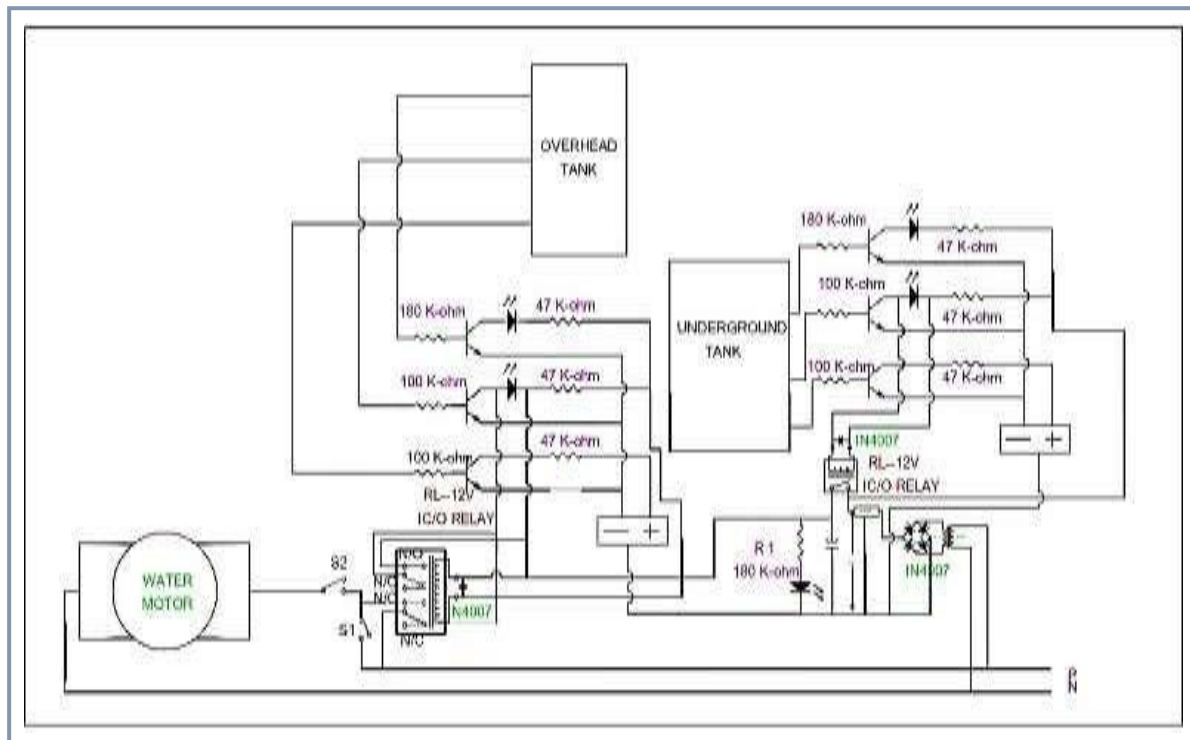 OVERHEAD
TANK
180 K-ohm
47 K-ohm
180 K-ohm
47 K-ohm
100 K-ohm
UNDERGROUND
TANK
47 K-ohm
100 K-ohm
47 K-ohm
100 K-ohm
47 K-ohm
47 K-ohm
100 K-ohm
RL--12V
IC/O RELAY
IN4007
RL--12V
IC/O RELAY
R 1
180 K-ohm
IN4007
WATER
MOTOR
S2
S1
N/O
N/C
N/C
N/C
N4007
P
N